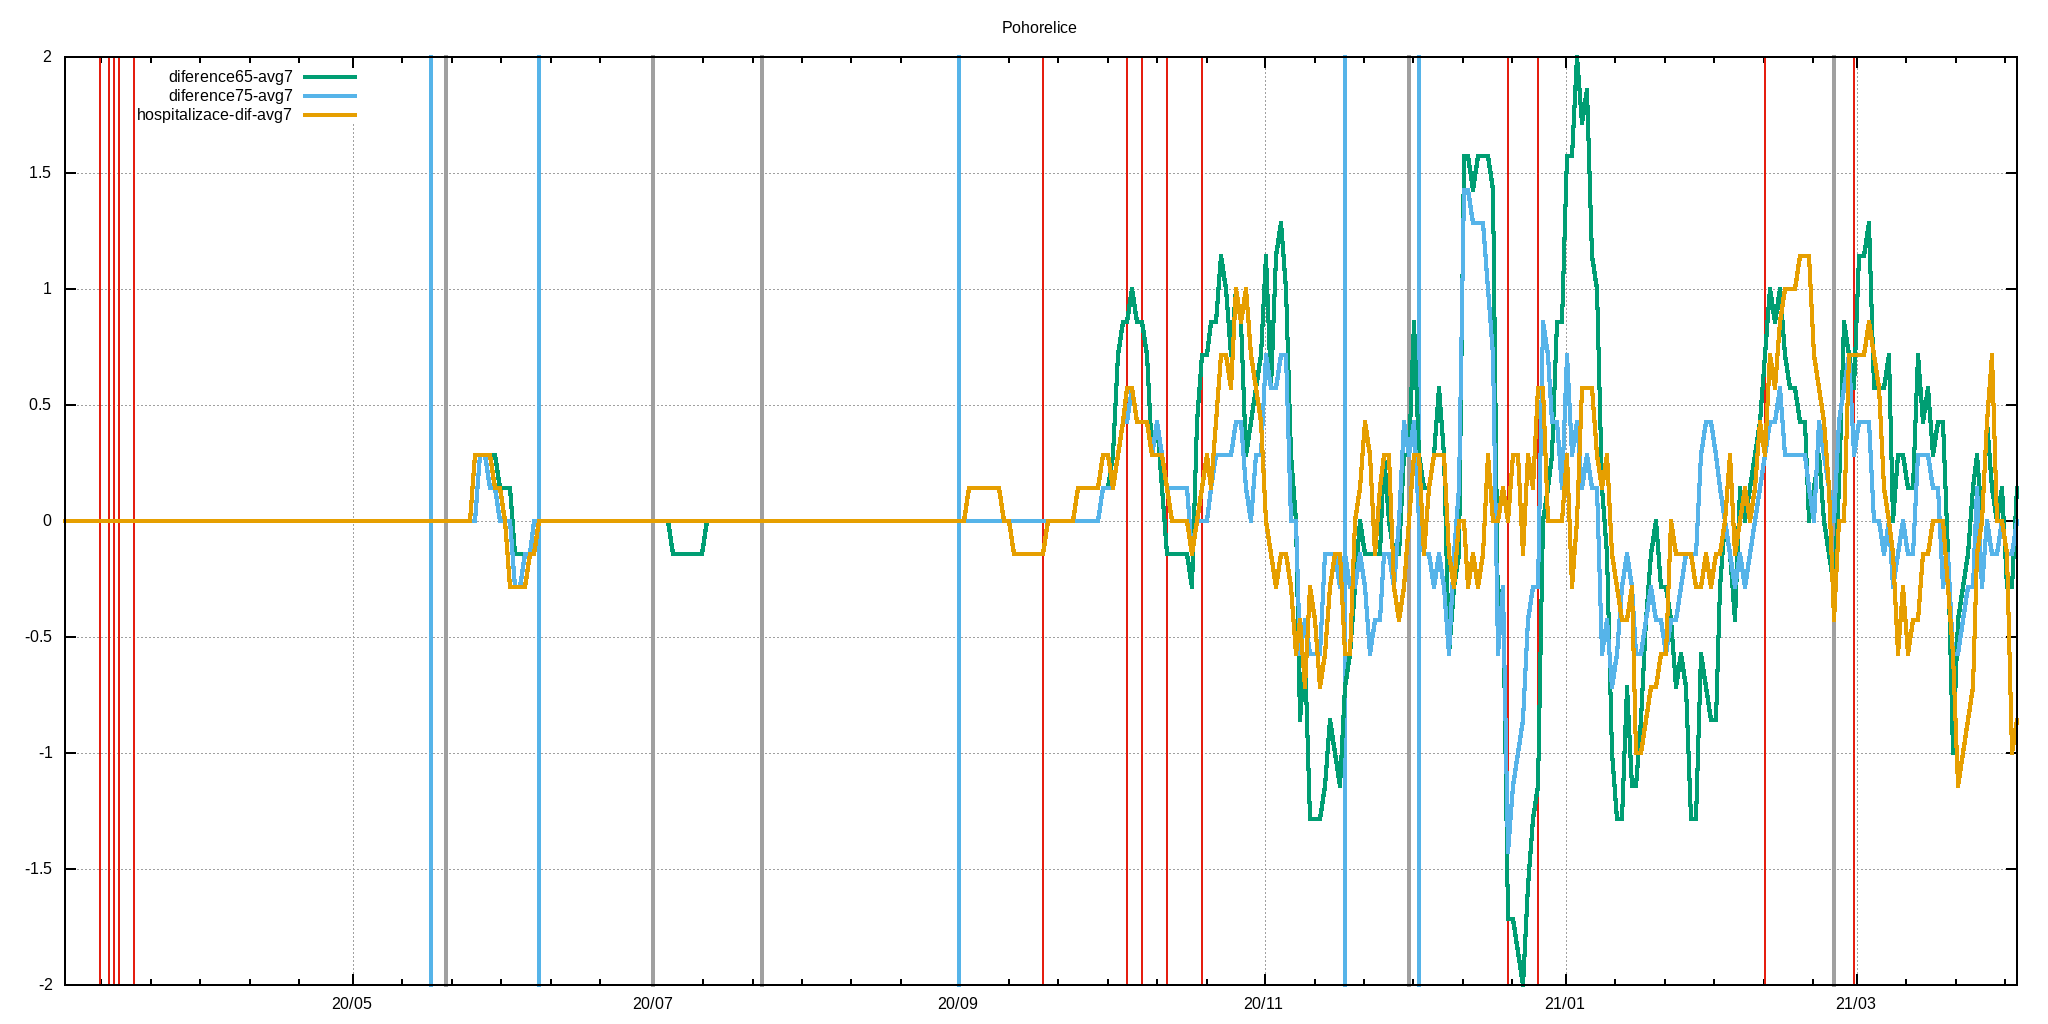 Pohorelice
2
diference65-avg7
diference75-avg7
hospitalizace-dif-avg7
1.5
1
0.5
0
-0.5
-1
-1.5
-2
20/05 20/07 20/09 20/11 21/01 21/03